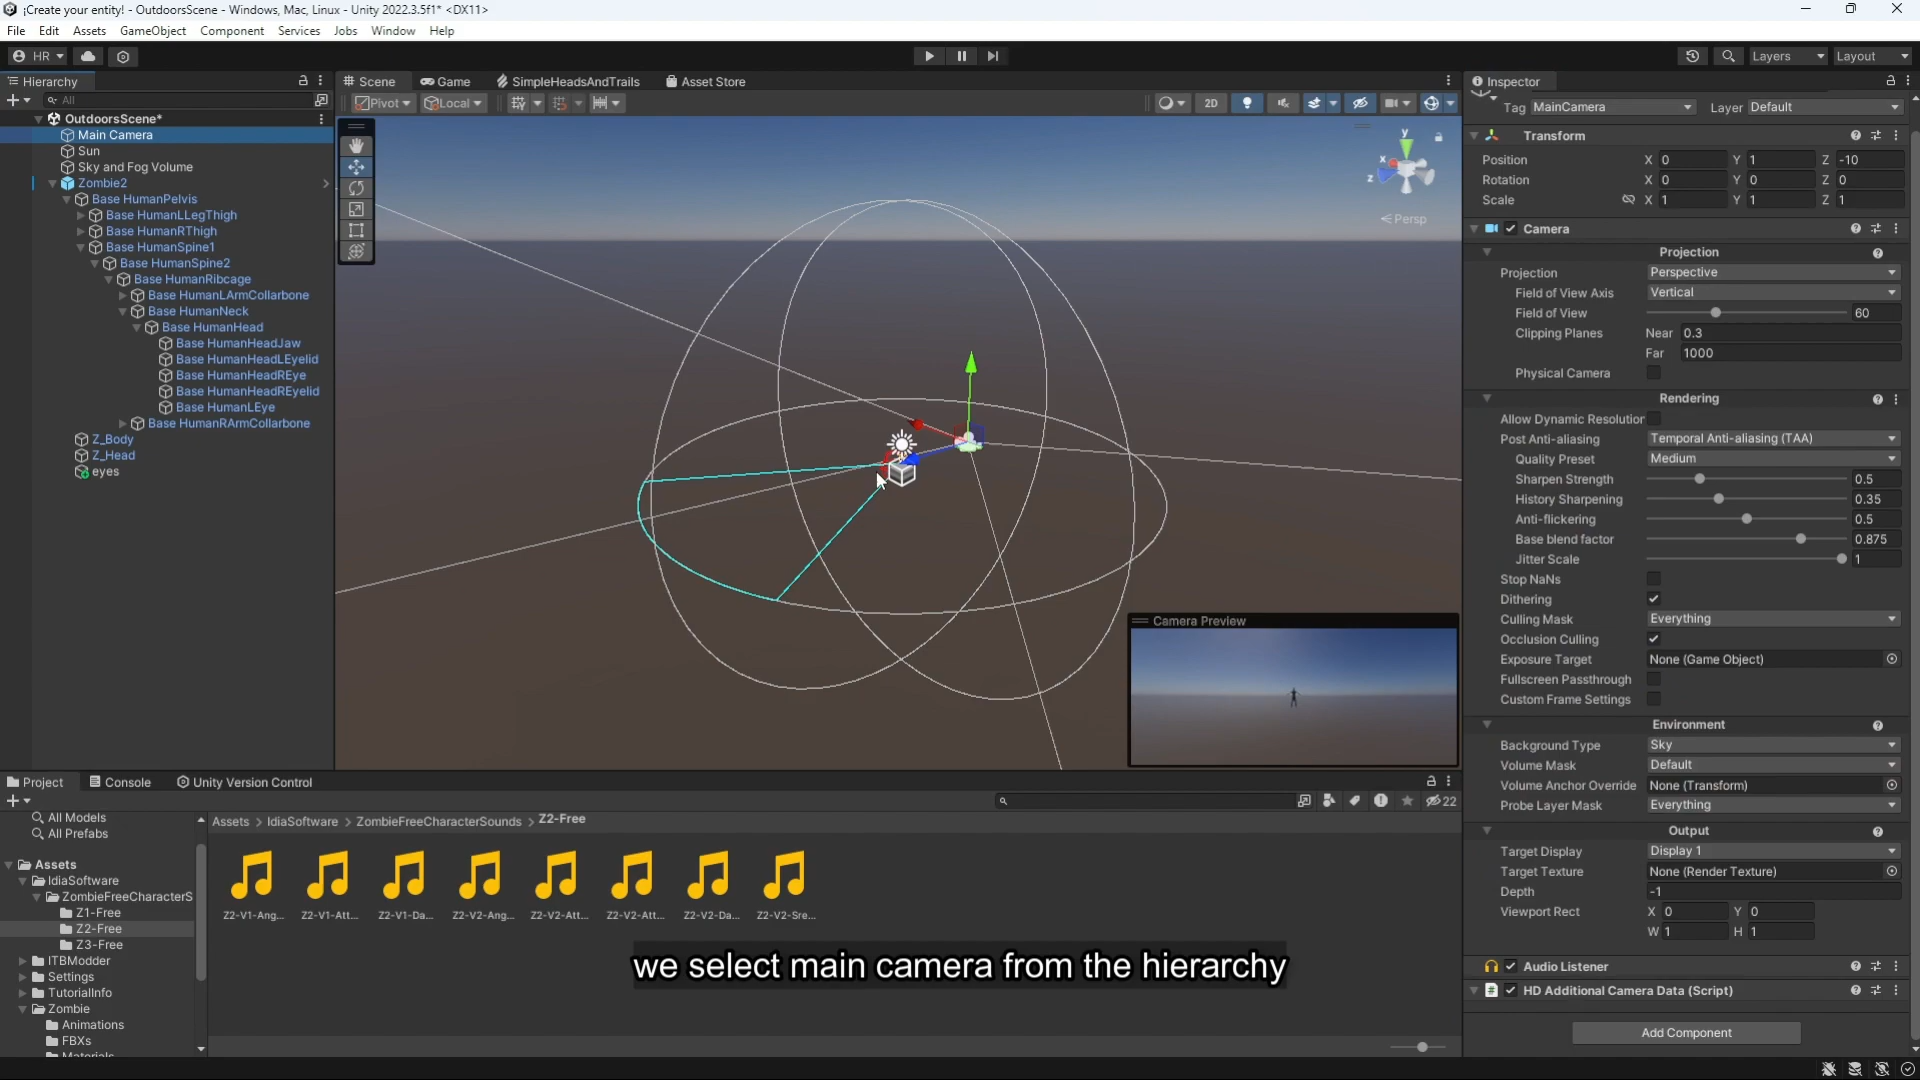 ¡Create your entity! - OutdoorsScene - Windows, Mac, Linux - Unity 2022.3.5f1* <DX11>
File Edit Assets GameObject Component Services Jobs Window Help
HR Layers Layout
Hierarchy
All
OutdoorsScene*
Main Camera
Sun
Sky and Fog Volume
Zombie2
Base HumanPelvis
Base HumanLLegThigh
Base HumanRThigh
Base HumanSpine1
Base HumanSpine2
Base HumanRibcage
Base HumanLArmCollarbone
Base HumanNeck
Base HumanHead
Base HumanHeadJaw
Base HumanHeadLEyelid
Base HumanHeadREye
Base HumanHeadREyelid
Base HumanLEye
Base HumanRArmCollarbone
Z_Body
Z_Head
eyes
Scene Game SimpleHeadsAndTrails Asset Store
Pivot Local 2D
y
x
z
Persp
Camera Preview
Inspector
Tag MainCamera Layer Default
Transform
Position X 0 Y 1 Z -10
Rotation X 0 Y 0 Z 0
Scale X 1 Y 1 Z 1
Camera
Projection
Projection Perspective
Field of View Axis Vertical
Field of View 60
Clipping Planes Near 0.3
Far 1000
Physical Camera
Rendering
Allow Dynamic Resolution
Post Anti-aliasing Temporal Anti-aliasing (TAA)
Quality Preset Medium
Sharpen Strength 0.5
History Sharpening 0.35
Anti-flickering 0.5
Base blend factor 0.875
Jitter Scale 1
Stop NaNs
Dithering
Culling Mask Everything
Occlusion Culling
Exposure Target None (Game Object)
Fullscreen Passthrough
Custom Frame Settings
Environment
Background Type Sky
Volume Mask Default
Volume Anchor Override None (Transform)
Probe Layer Mask Everything
Output
Target Display Display 1
Target Texture None (Render Texture)
Depth -1
Viewport Rect X 0 Y 0
W 1 H 1
Audio Listener
HD Additional Camera Data (Script)
Add Component
Project Console Unity Version Control
22
All Models
All Prefabs
Assets
IdiaSoftware
ZombieFreeCharacterS
Z1-Free
Z2-Free
Z3-Free
ITBModder
Settings
TutorialInfo
Zombie
Animations
FBXs
Materials
Assets > IdiaSoftware > ZombieFreeCharacterSounds > Z2-Free
Z2-V1-Ang... Z2-V1-Att... Z2-V1-Da... Z2-V2-Ang... Z2-V2-Att... Z2-V2-Att... Z2-V2-Da... Z2-V2-Sre...
we select main camera from the hierarchy